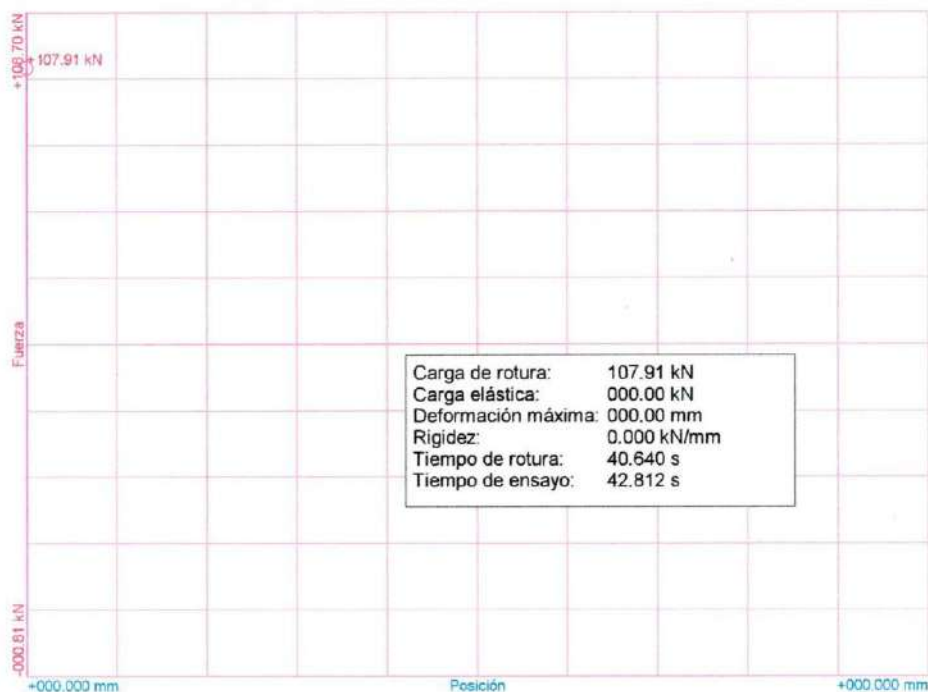 +108.70 kN
+107.91 kN
Fuerza
Carga de rotura: 107.91 kN
Carga elástica: 000.00 kN
Deformación máxima: 000.00 mm
Rigidez: 0.000 kN/mm
Tiempo de rotura: 40.640 s
Tiempo de ensayo: 42.812 s
-000.81 kN
+000.000 mm
Posición
+000.000 mm